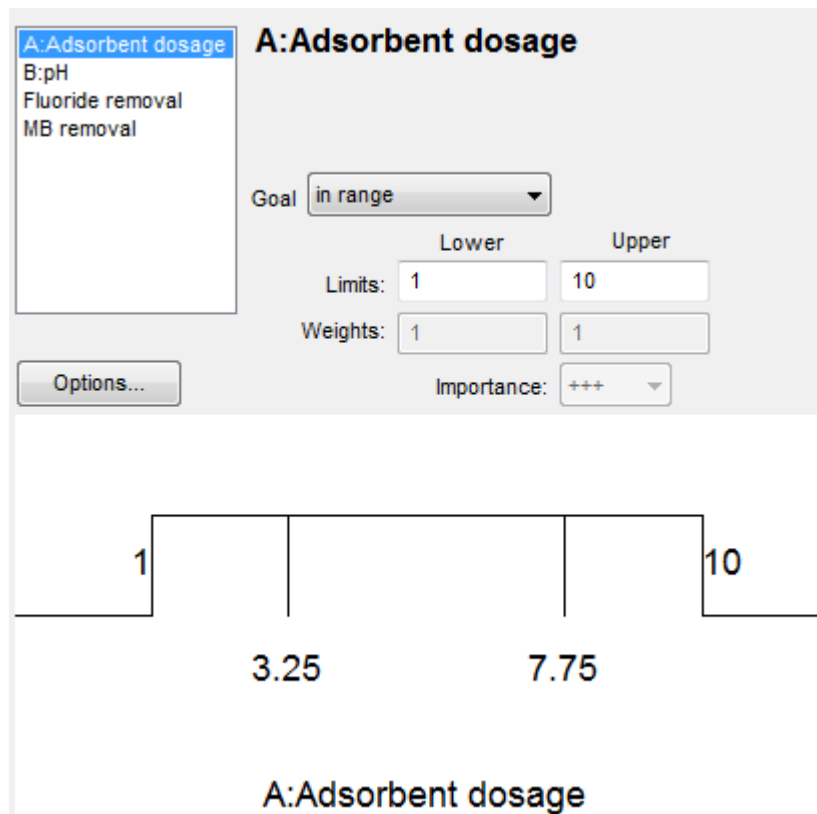 A:Adsorbent dosage
B:pH
Fluoride removal
MB removal
A:Adsorbent dosage
Goal in range
Lower Upper
Limits: 1 10
Weights: 1 1
Options... Importance: +++
1 10
3.25 7.75
A:Adsorbent dosage